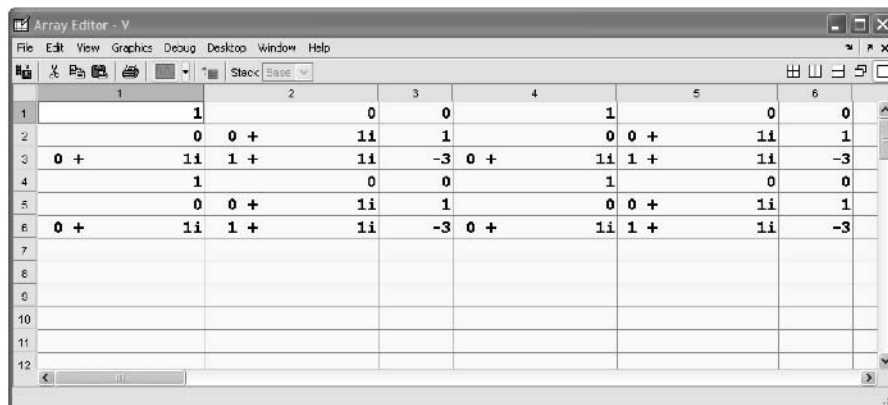 Array Editor - V
File Edit View Graphics Debug Desktop Window Help
Stack: Base
1 2 3 4 5 6
1 1 0 0 1 0 0
2 0 0 + 1i 1 0 0 + 1i 1
3 0 + 1i 1 + 1i -3 0 + 1i 1 + 1i -3
4 1 0 0 1 0 0
5 0 0 + 1i 1 0 0 + 1i 1
6 0 + 1i 1 + 1i -3 0 + 1i 1 + 1i -3
7
8
9
10
11
12